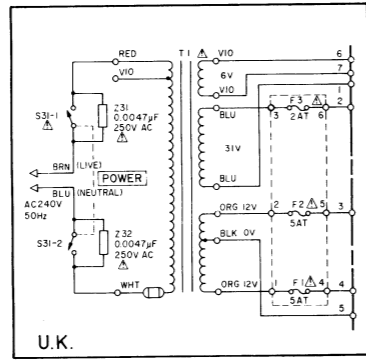 RED
T1
VIO
6
VIO
7
6V
1
VIO
F3
2
BLU
3
2AT
6
Z31
0.0047μF
250V AC
S31-1
31V
BRN
(LIVE)
POWER
BLU
BLU
(NEUTRAL)
AC240V
50Hz
ORG 12V
2
F2
5
3
5AT
Z32
0.0047μF
250V AC
S31-2
BLK 0V
WHT
ORG 12V
1
F1
4
4
5AT
5
U.K.